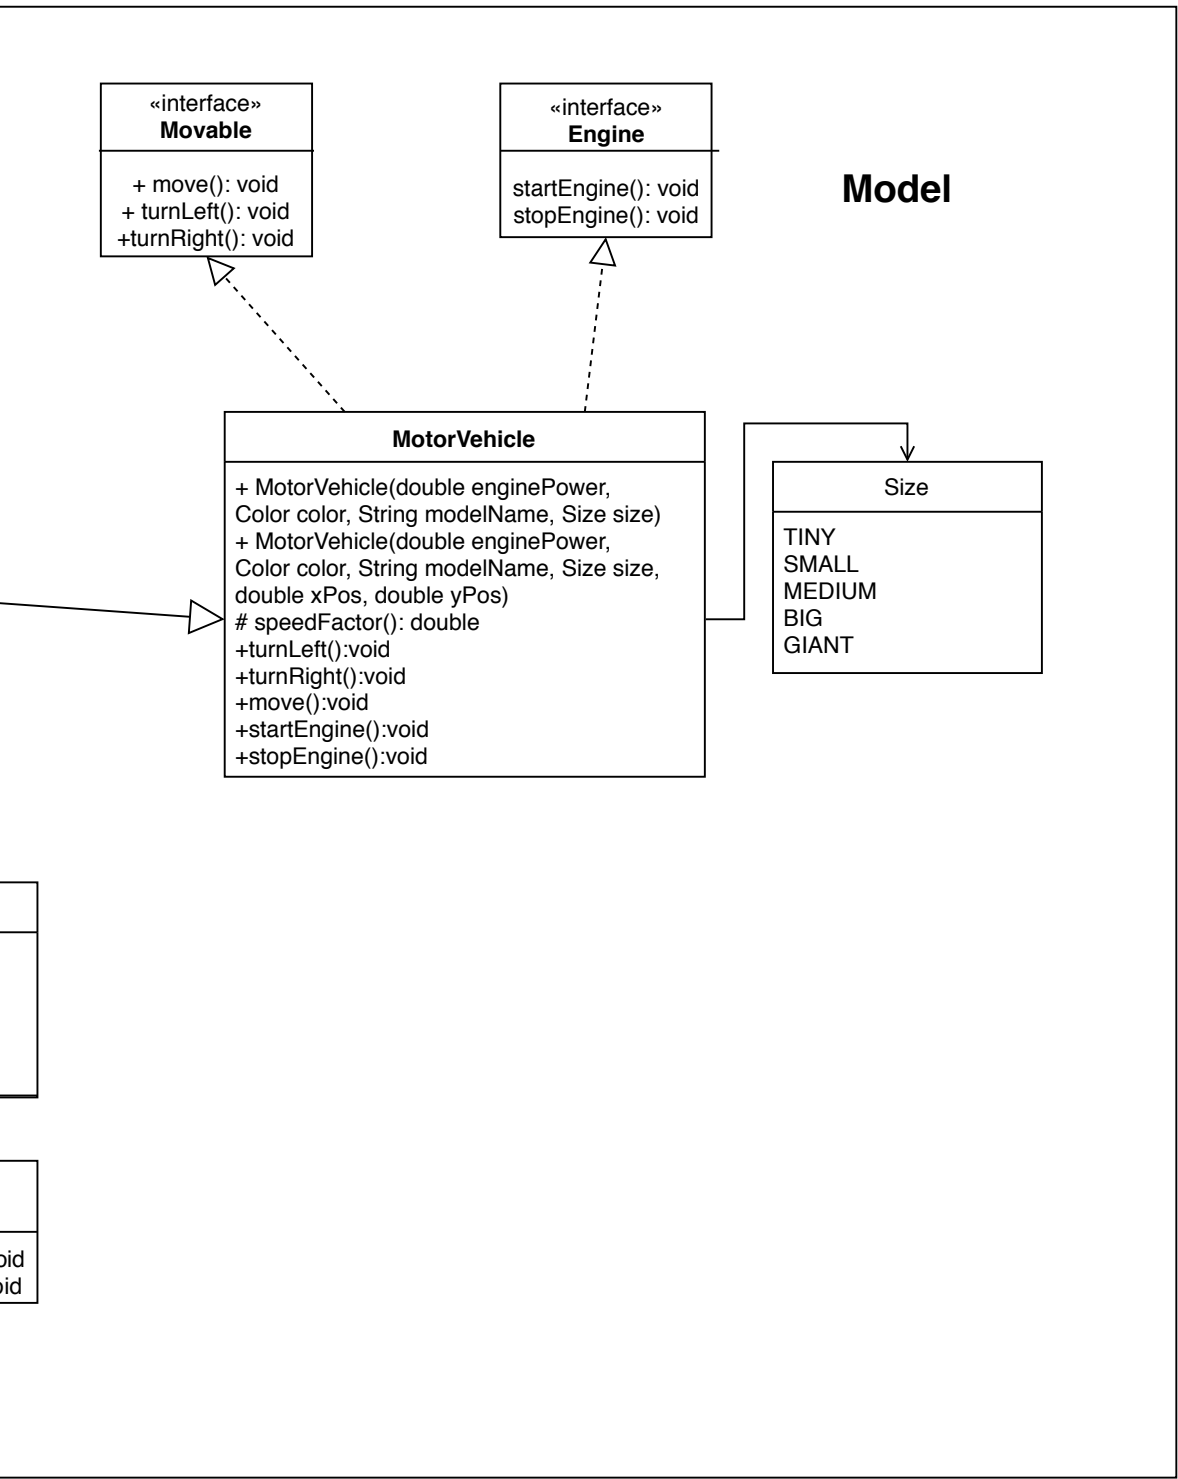 «interface»
Movable
+ move(): void
+ turnLeft(): void
+turnRight(): void
«interface»
Engine
startEngine(): void
stopEngine(): void
Model
MotorVehicle
+ MotorVehicle(double enginePower,
Color color, String modelName, Size size)
+ MotorVehicle(double enginePower,
Color color, String modelName, Size size,
double xPos, double yPos)
# speedFactor(): double
+turnLeft():void
+turnRight():void
+move():void
+startEngine():void
+stopEngine():void
Size
TINY
SMALL
MEDIUM
BIG
GIANT